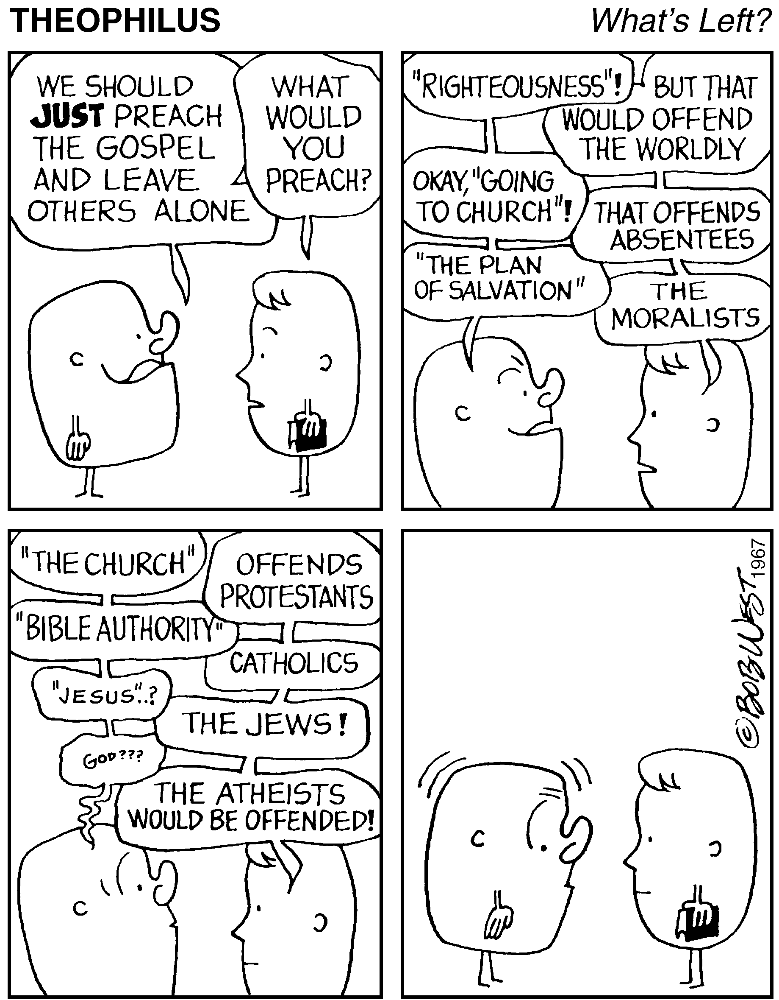 THEOPHILUS
What's Left?
WE SHOULD
JUST PREACH
THE GOSPEL
AND LEAVE
OTHERS ALONE
WHAT
WOULD
YOU
PREACH?
"RIGHTEOUSNESS"!
BUT THAT
WOULD OFFEND
THE WORLDLY
OKAY, "GOING
TO CHURCH"!
THAT OFFENDS
ABSENTEES
"THE PLAN
OF SALVATION"
THE
MORALISTS
"THE CHURCH"
OFFENDS
PROTESTANTS
"BIBLE AUTHORITY"
CATHOLICS
"JESUS"..?
THE JEWS!
GOD???
THE ATHEISTS
WOULD BE OFFENDED!
©BOB WEST 1967